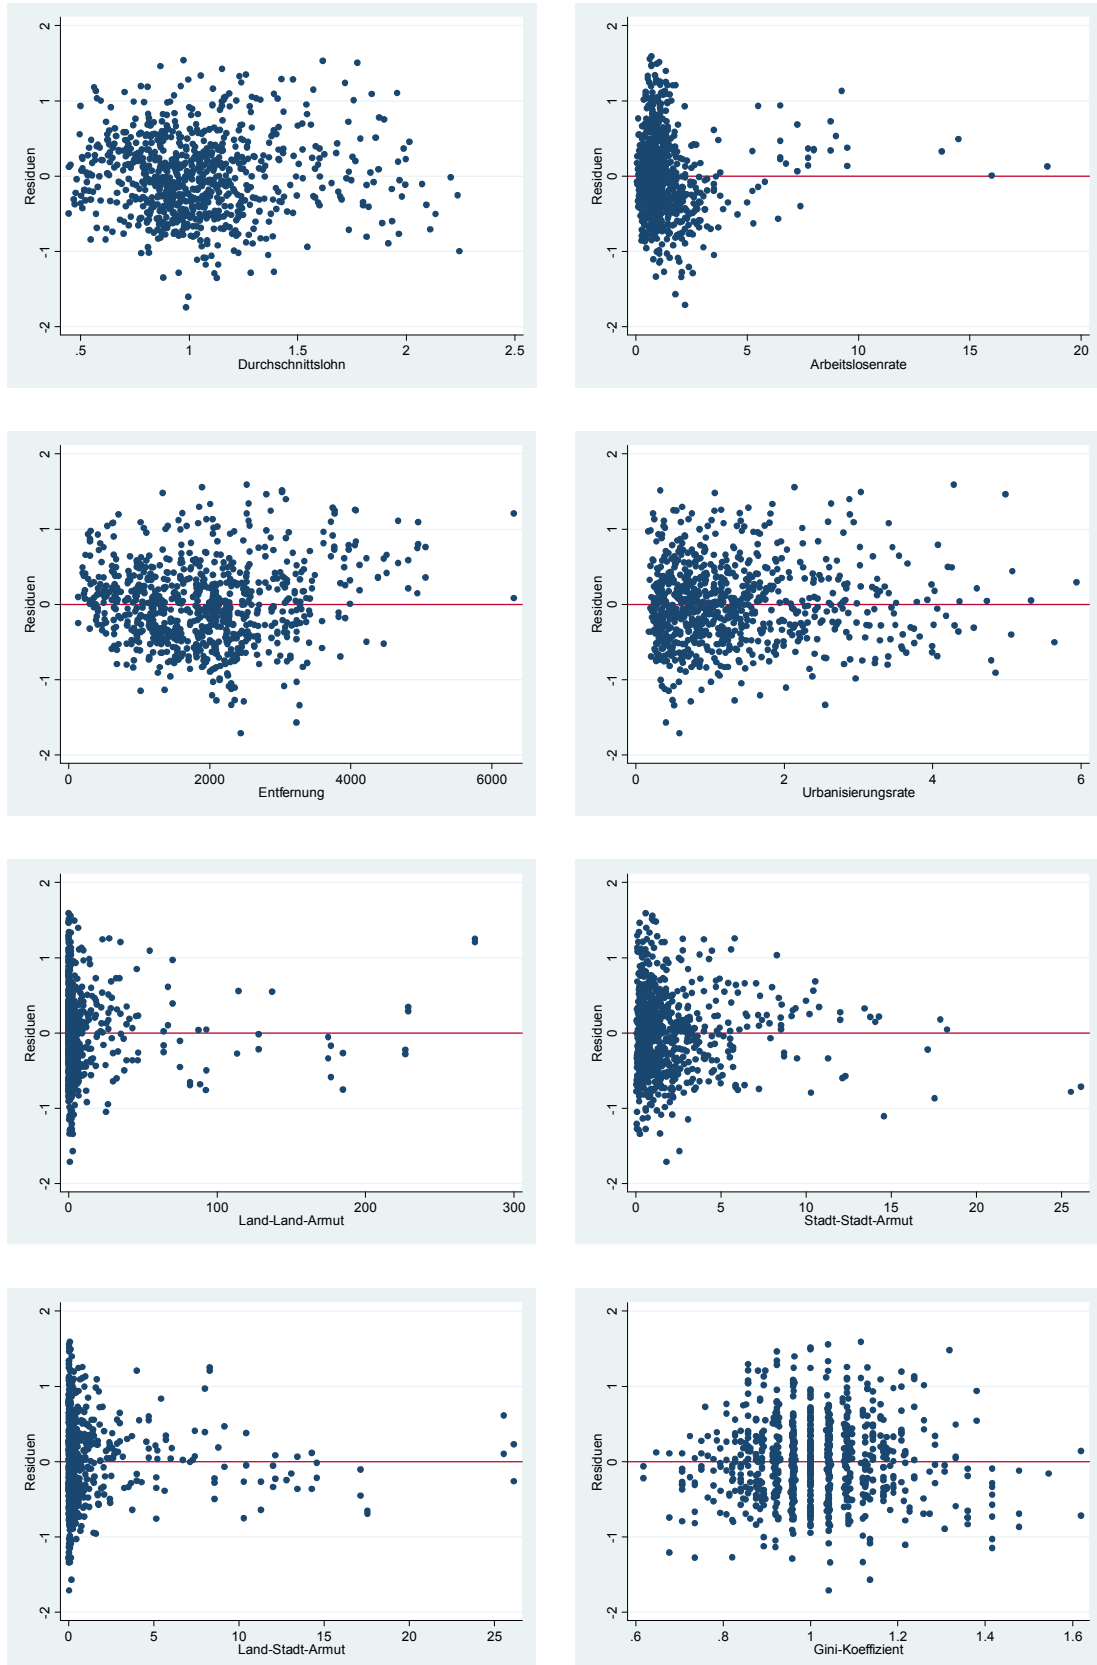 2
1
0
-1
-2
Residuen
.5 1 1.5 2 2.5
Durchschnittslohn
2
1
0
-1
-2
Residuen
0 5 10 15 20
Arbeitslosenrate
2
1
0
-1
-2
Residuen
0 2000 4000 6000
Entfernung
2
1
0
-1
-2
Residuen
0 2 4 6
Urbanisierungsrate
2
1
0
-1
-2
Residuen
0 100 200 300
Land-Land-Armut
2
1
0
-1
-2
Residuen
0 5 10 15 20 25
Stadt-Stadt-Armut
2
1
0
-1
-2
Residuen
0 5 10 15 20 25
Land-Stadt-Armut
2
1
0
-1
-2
Residuen
.6 .8 1 1.2 1.4 1.6
Gini-Koeffizient